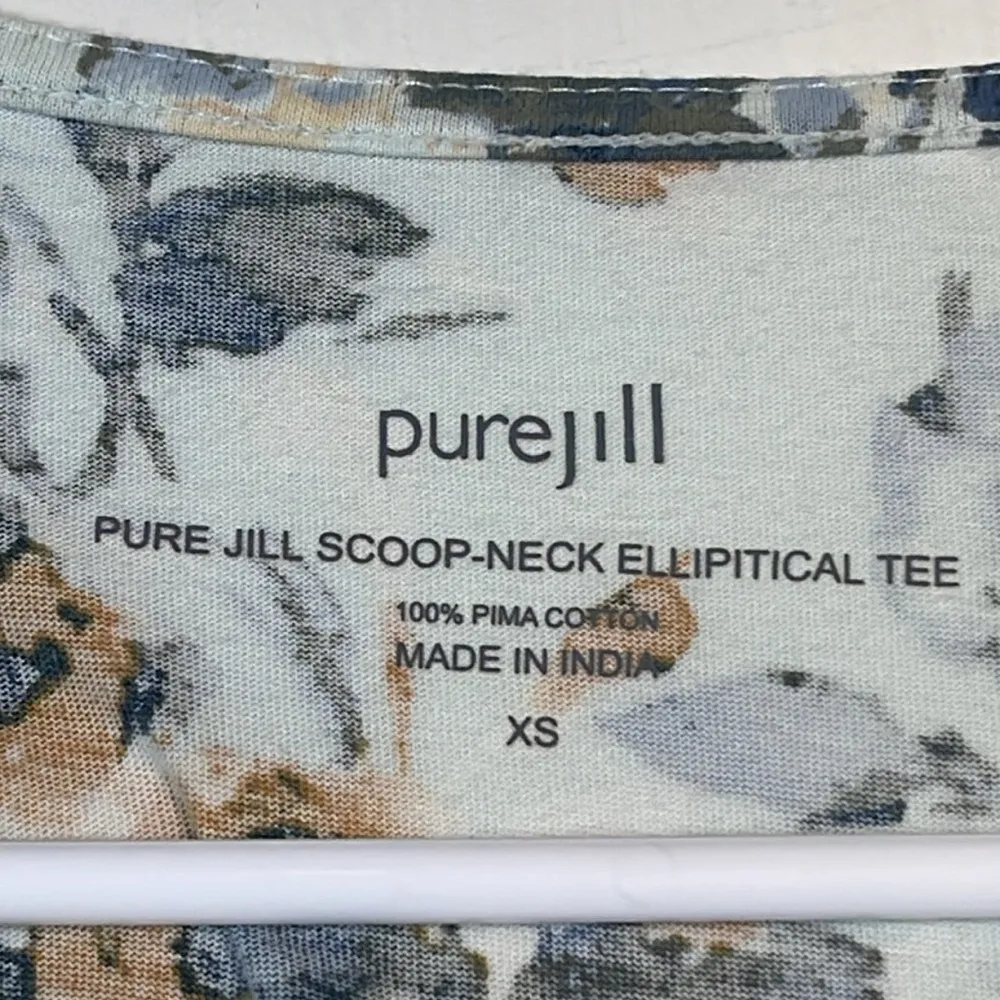 purejill
PURE JILL SCOOP-NECK ELLIPITICAL TEE
100% PIMA COTTON
MADE IN INDIA
XS